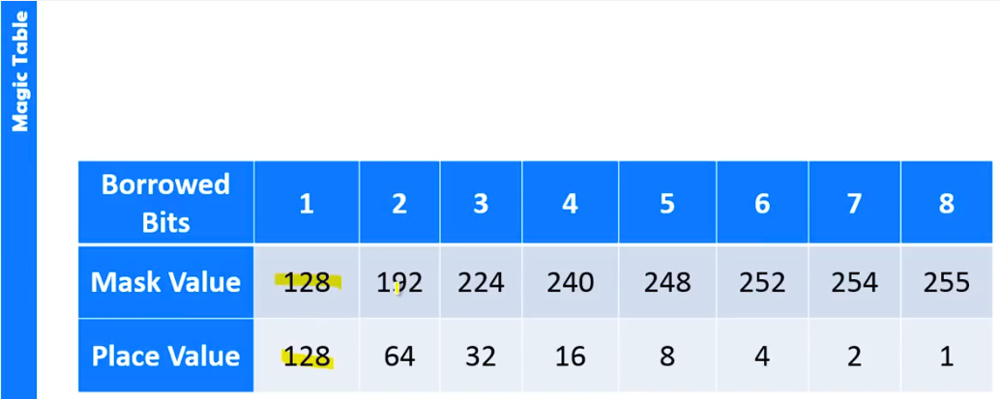 Magic Table
Borrowed Bits 1 2 3 4 5 6 7 8
Mask Value 128 192 224 240 248 252 254 255
Place Value 128 64 32 16 8 4 2 1